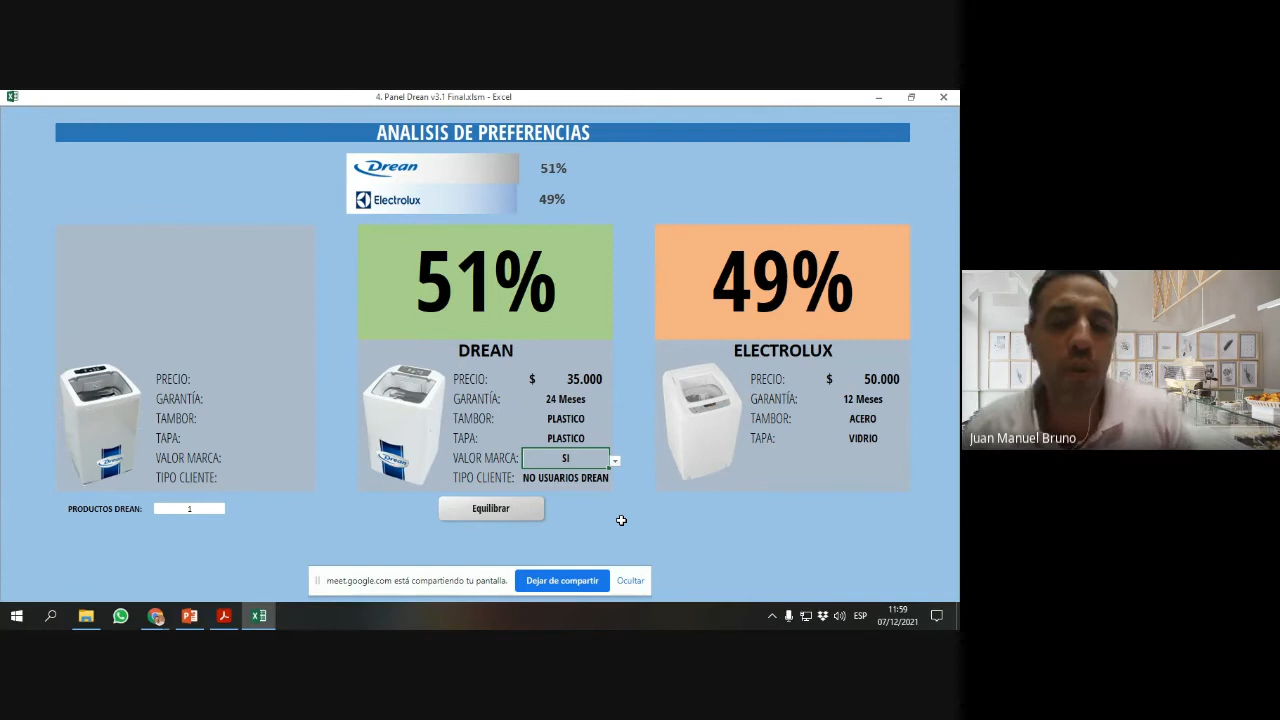 4. Panel Drean v3.1 Final.xlsm - Excel
ANALISIS DE PREFERENCIAS
Drean 51%
Electrolux 49%
51%
49%
DREAN
ELECTROLUX
PRECIO:
GARANTÍA:
TAMBOR:
TAPA:
VALOR MARCA:
TIPO CLIENTE:
Drean
PRECIO: $ 35.000
GARANTÍA: 24 Meses
TAMBOR: PLASTICO
TAPA: PLASTICO
VALOR MARCA: SI
TIPO CLIENTE: NO USUARIOS DREAN
Drean
PRECIO: $ 50.000
GARANTÍA: 12 Meses
TAMBOR: ACERO
TAPA: VIDRIO
PRODUCTOS DREAN: 1
Equilibrar
meet.google.com está compartiendo tu pantalla. Dejar de compartir Ocultar
ESP
11:59
07/12/2021
Juan Manuel Bruno